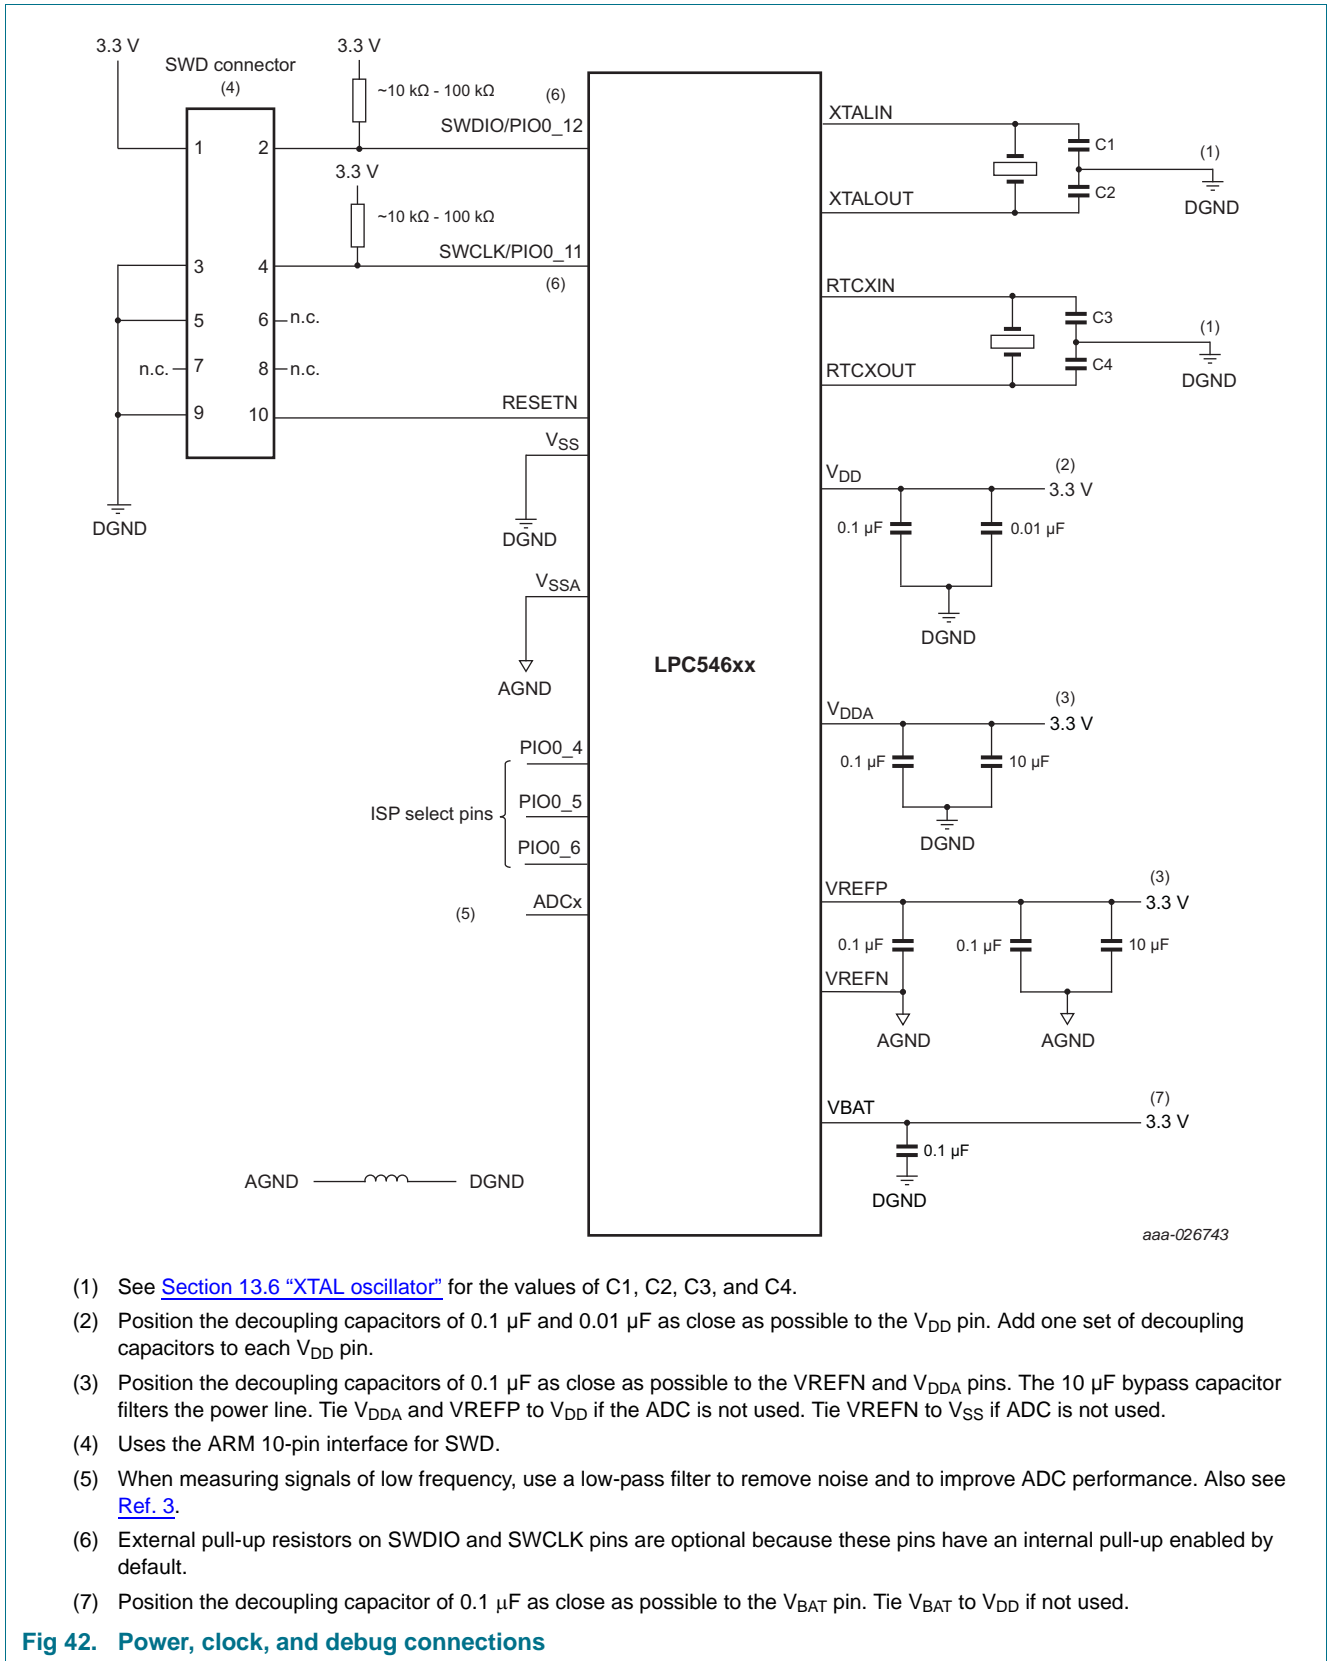 3.3 V
SWD connector
(4)
3.3 V
~10 kΩ - 100 kΩ
(6)
SWDIO/PIO0_12
1
2
3.3 V
~10 kΩ - 100 kΩ
SWCLK/PIO0_11
(6)
3
4
5
6
n.c.
n.c.
7
8
n.c.
9
10
RESETN
DGND
VSS
DGND
VSSA
AGND
PIO0_4
ISP select pins
PIO0_5
PIO0_6
(5)
ADCx
AGND
DGND
LPC546xx
XTALIN
C1
(1)
XTALOUT
C2
DGND
RTCXIN
C3
(1)
RTCXOUT
C4
DGND
VDD
(2)
3.3 V
0.1 µF
0.01 µF
DGND
VDDA
(3)
3.3 V
0.1 µF
10 µF
DGND
VREFP
(3)
3.3 V
0.1 µF
0.1 µF
10 µF
VREFN
AGND
AGND
VBAT
(7)
3.3 V
0.1 µF
DGND
aaa-026743
(1) See Section 13.6 “XTAL oscillator” for the values of C1, C2, C3, and C4.
(2) Position the decoupling capacitors of 0.1 µF and 0.01 µF as close as possible to the VDD pin. Add one set of decoupling
capacitors to each VDD pin.
(3) Position the decoupling capacitors of 0.1 µF as close as possible to the VREFN and VDDA pins. The 10 µF bypass capacitor
filters the power line. Tie VDDA and VREFP to VDD if the ADC is not used. Tie VREFN to VSS if ADC is not used.
(4) Uses the ARM 10-pin interface for SWD.
(5) When measuring signals of low frequency, use a low-pass filter to remove noise and to improve ADC performance. Also see
Ref. 3.
(6) External pull-up resistors on SWDIO and SWCLK pins are optional because these pins have an internal pull-up enabled by
default.
(7) Position the decoupling capacitor of 0.1 µF as close as possible to the VBAT pin. Tie VBAT to VDD if not used.
Fig 42. Power, clock, and debug connections